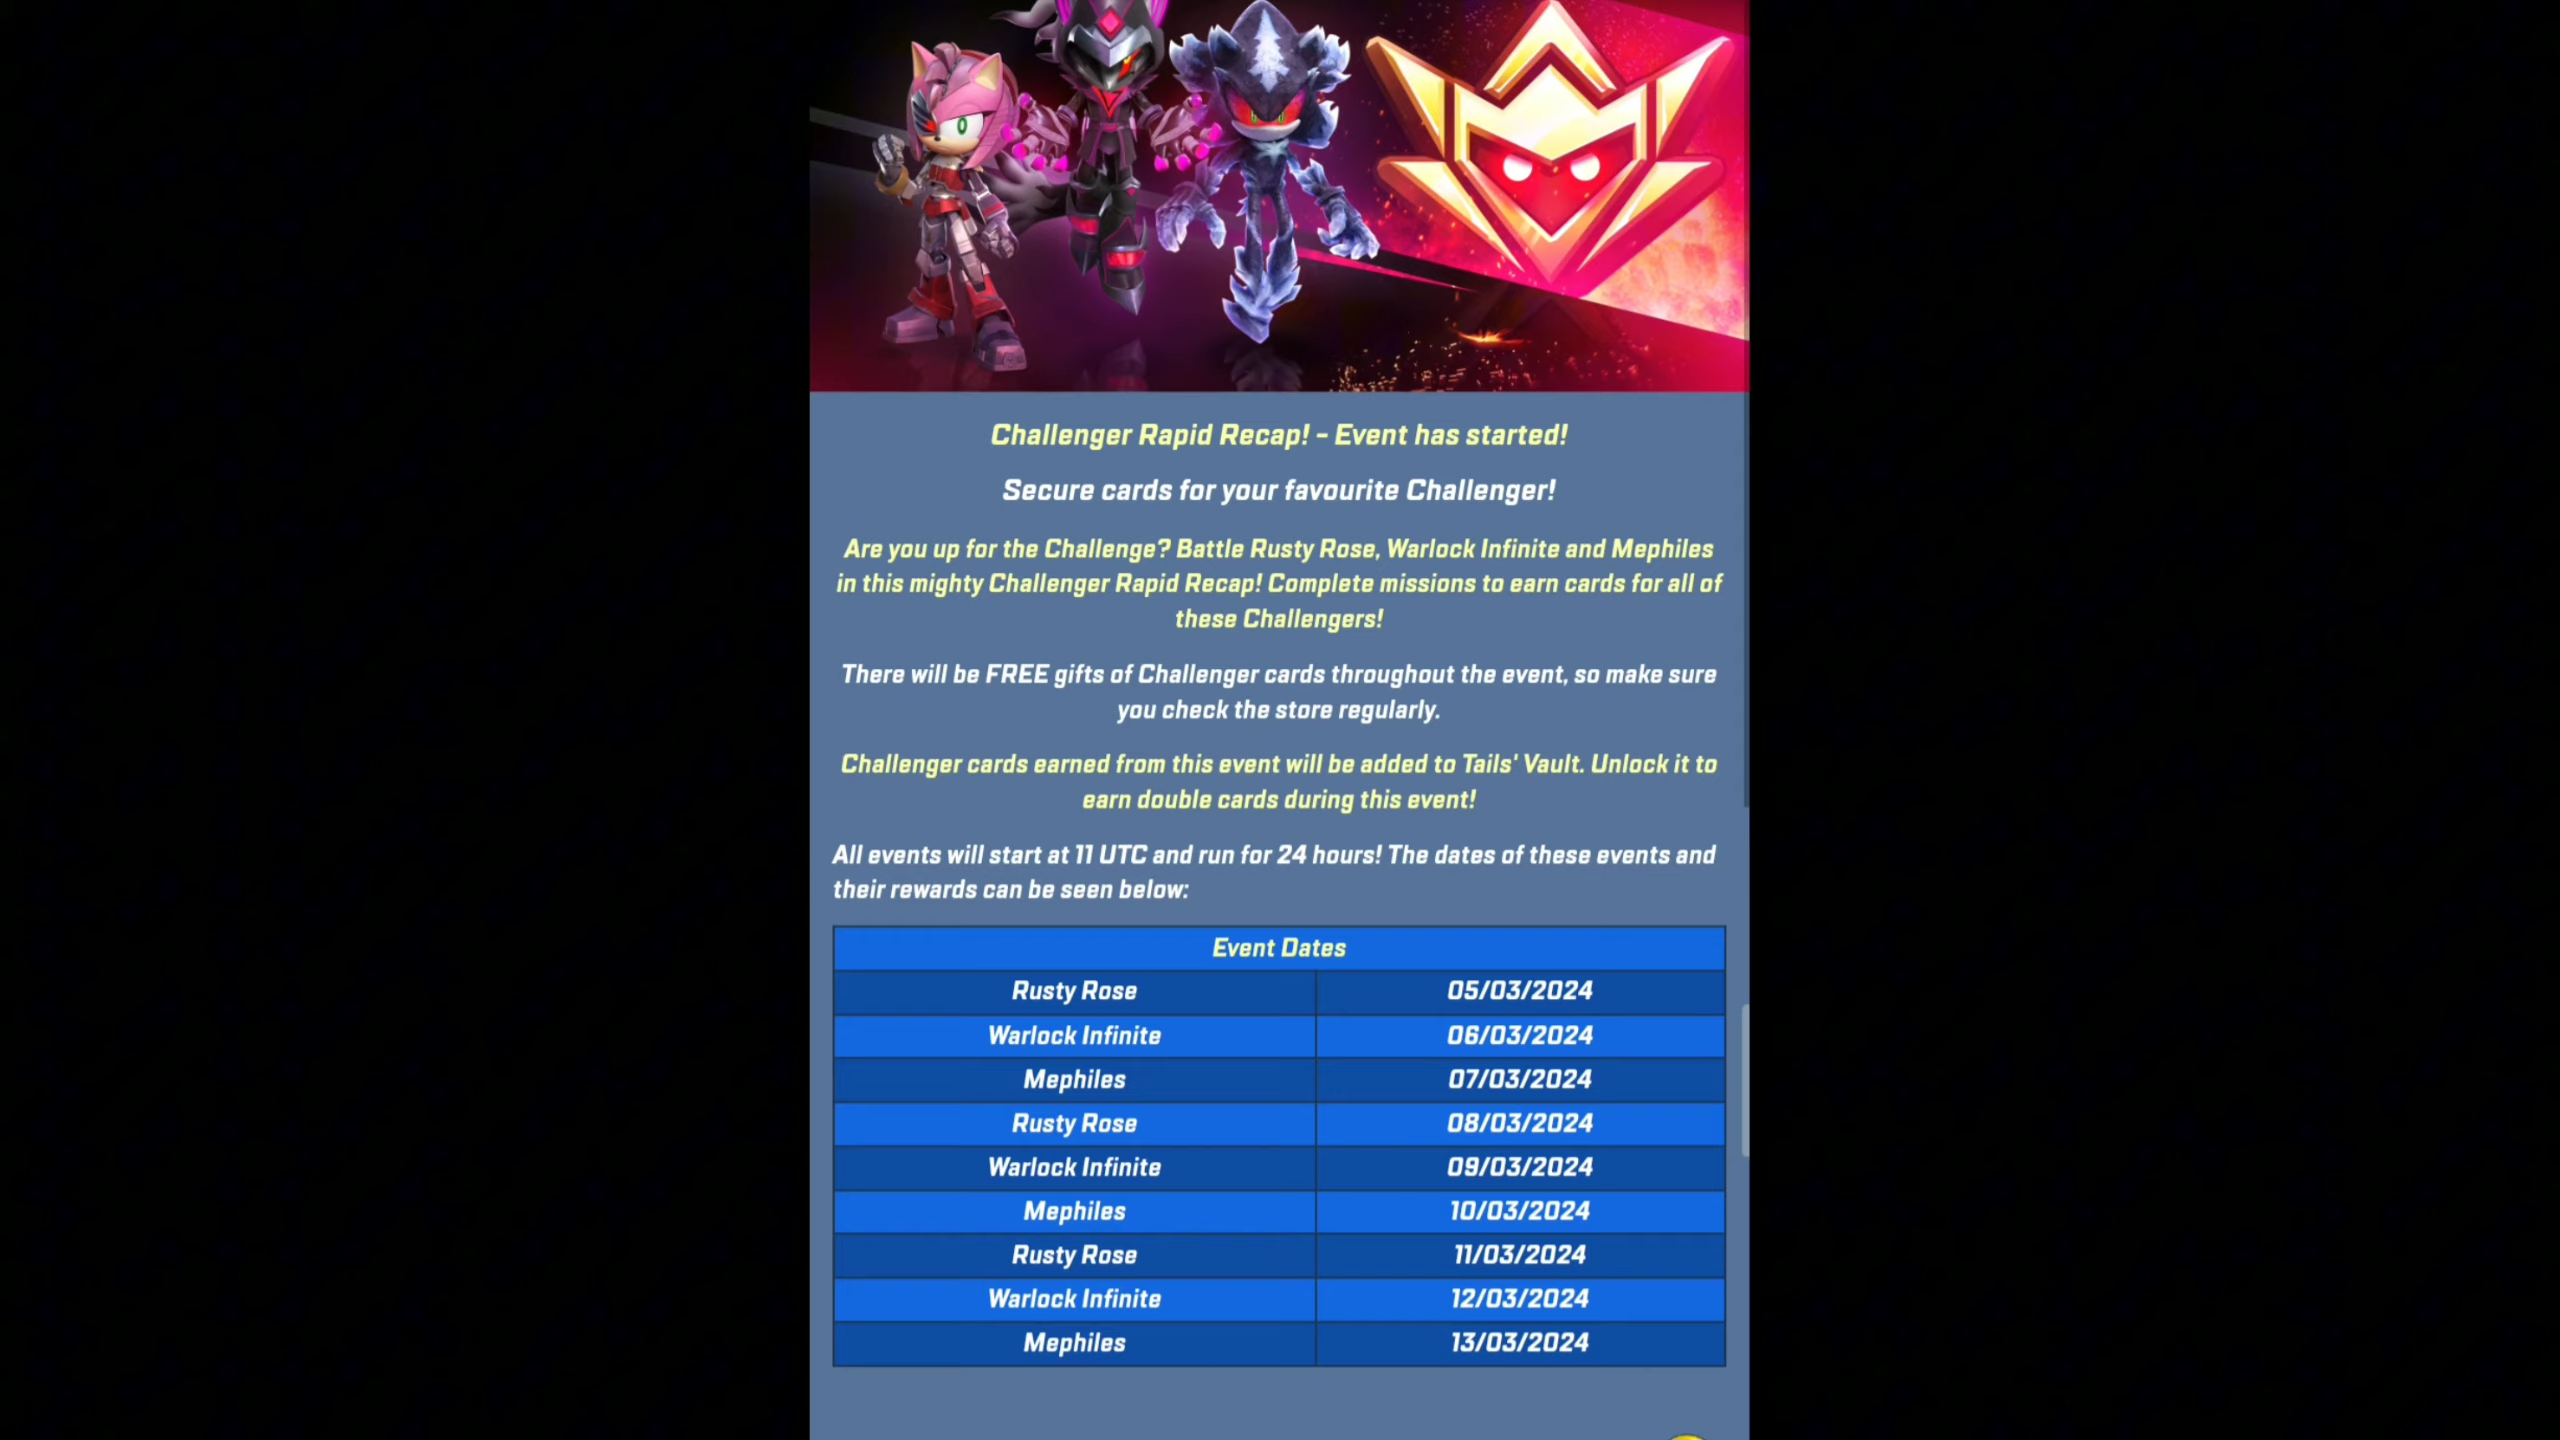 Challenger Rapid Recap! - Event has started!
Secure cards for your favourite Challenger!
Are you up for the Challenge? Battle Rusty Rose, Warlock Infinite and Mephiles
in this mighty Challenger Rapid Recap! Complete missions to earn cards for all of
these Challengers!
There will be FREE gifts of Challenger cards throughout the event, so make sure
you check the store regularly.
Challenger cards earned from this event will be added to Tails' Vault. Unlock it to
earn double cards during this event!
All events will start at 11 UTC and run for 24 hours! The dates of these events and
their rewards can be seen below:
Event Dates
Rusty Rose 05/03/2024
Warlock Infinite 06/03/2024
Mephiles 07/03/2024
Rusty Rose 08/03/2024
Warlock Infinite 09/03/2024
Mephiles 10/03/2024
Rusty Rose 11/03/2024
Warlock Infinite 12/03/2024
Mephiles 13/03/2024